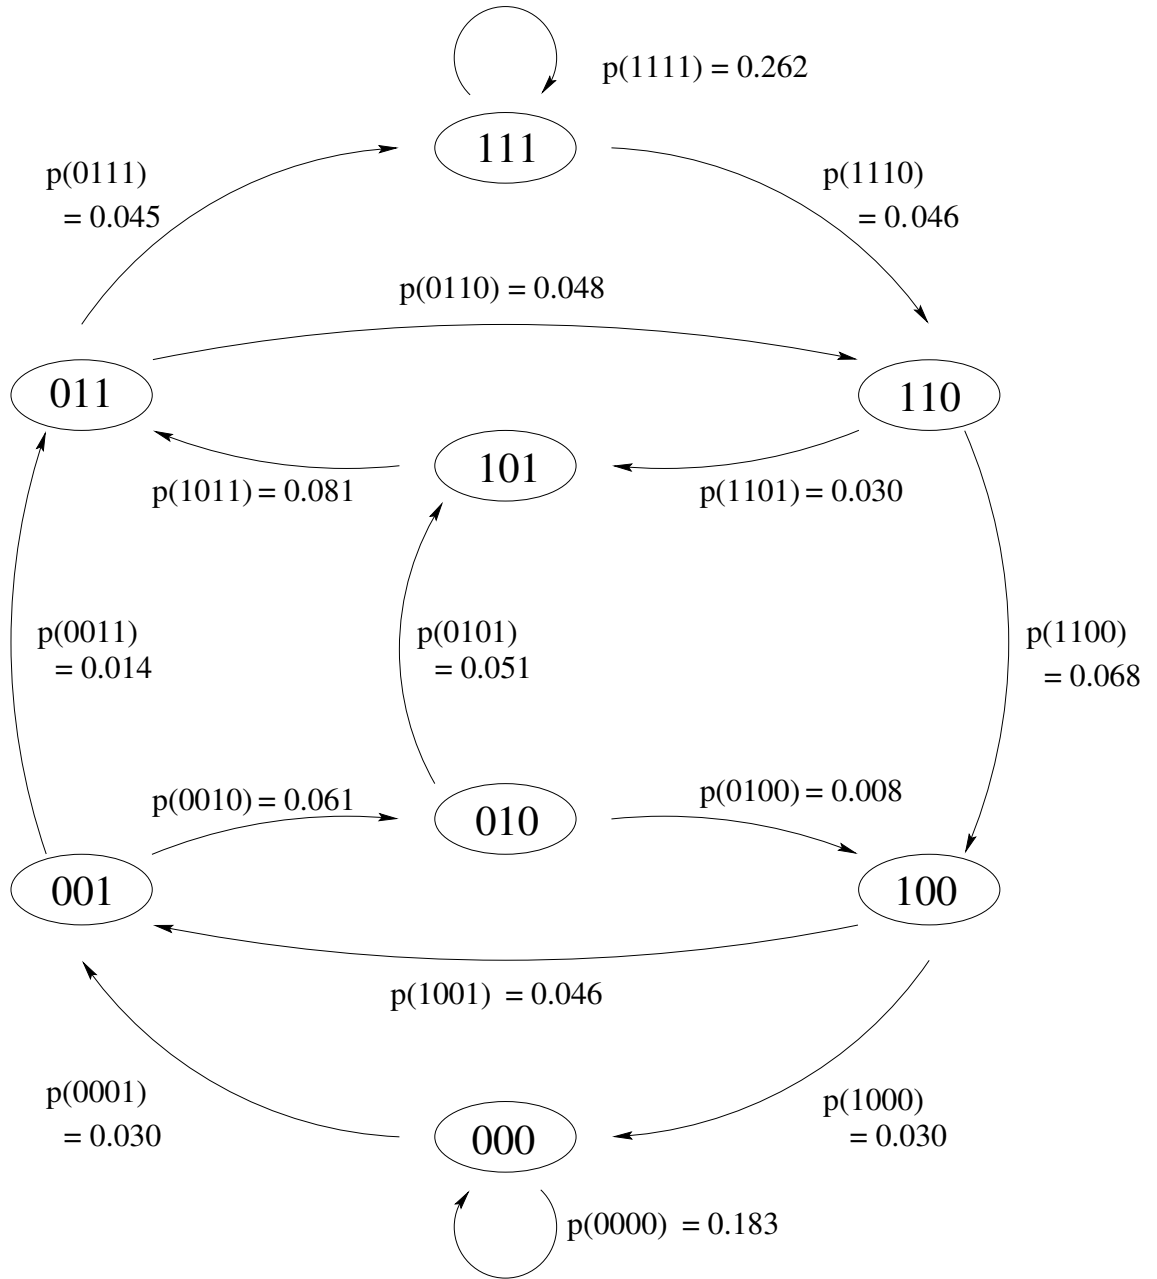 p(1111) = 0.262
111
p(0111)
= 0.045
p(1110)
= 0.046
p(0110) = 0.048
011
110
101
p(1011) = 0.081
p(1101) = 0.030
p(0011)
= 0.014
p(0101)
= 0.051
p(1100)
= 0.068
p(0010) = 0.061
p(0100) = 0.008
010
001
100
p(1001) = 0.046
p(0001)
= 0.030
p(1000)
= 0.030
000
p(0000) = 0.183